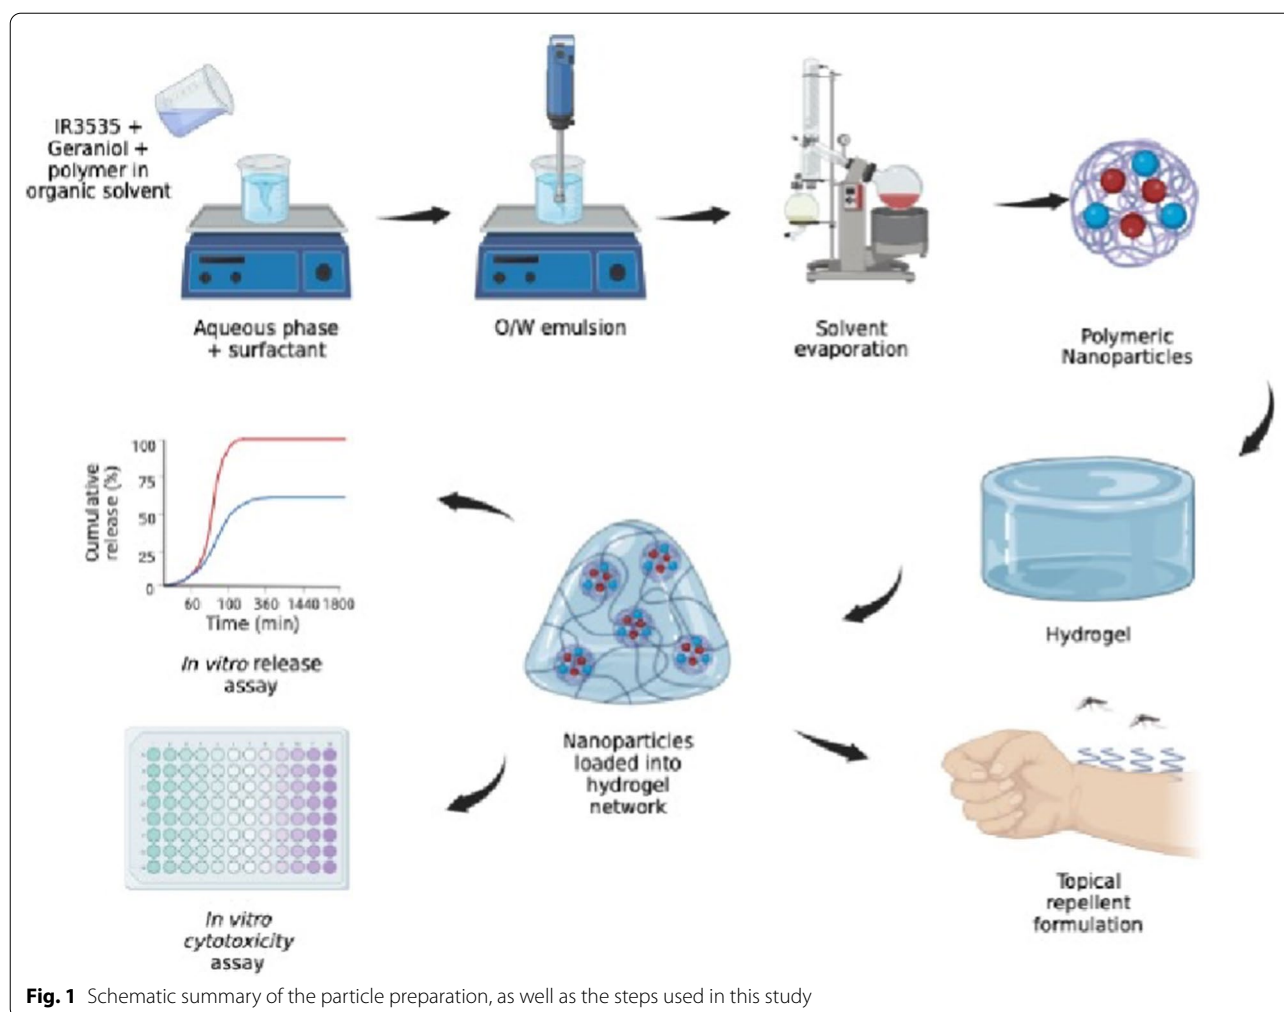 IR3535 +
Geraniol +
polymer in
organic solvent
Aqueous phase
+ surfactant
O/W emulsion
Solvent
evaporation
Polymeric
Nanoparticles
Cumulative
release (%)
100
75
50
25
0
60 100 360 1440 1800
Time (min)
In vitro release
assay
Hydrogel
Nanoparticles
loaded into
hydrogel
network
In vitro
cytotoxicity
assay
Topical
repellent
formulation
Fig. 1 Schematic summary of the particle preparation, as well as the steps used in this study